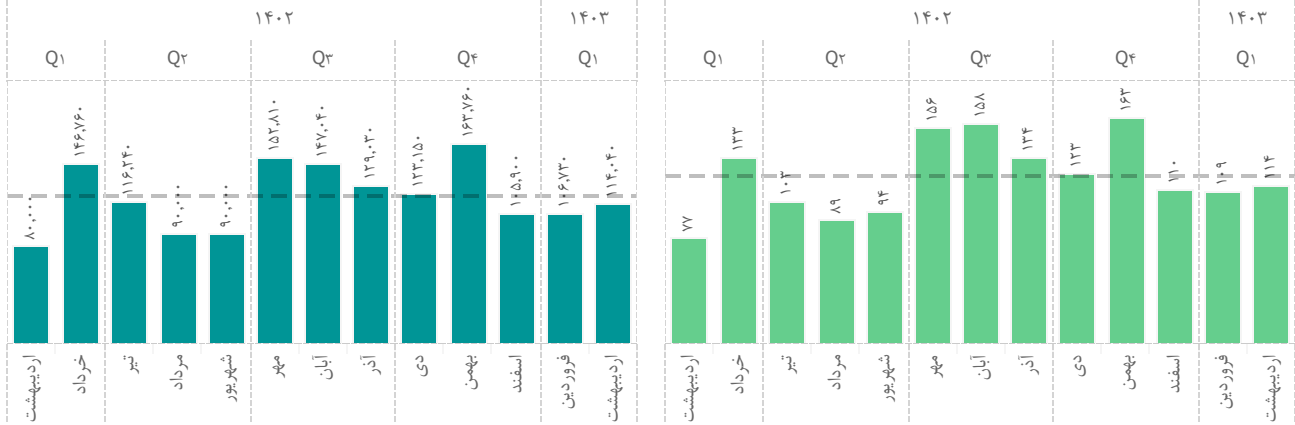 ۱۴۰۲
۱۴۰۳
Q۱
Q۲
Q۳
Q۴
Q۱
۸۰,۰۰۰
۱۴۶,۷۶۰
۱۱۶,۲۴۰
۹۰,۰۰۰
۹۰,۰۰۰
۱۵۲,۸۱۰
۱۴۷,۰۴۰
۱۲۹,۰۳۰
۱۲۳,۱۵۰
۱۶۳,۷۶۰
۱۰۵,۹۰۰
۱۰۶,۷۳۰
۱۱۴,۰۴۰
اردیبهشت
خرداد
تیر
مرداد
شهریور
مهر
آبان
آذر
دی
بهمن
اسفند
فروردین
اردیبهشت
۱۴۰۲
۱۴۰۳
Q۱
Q۲
Q۳
Q۴
Q۱
۷۷
۱۳۳
۱۰۳
۸۹
۹۴
۱۵۶
۱۵۸
۱۳۴
۱۲۳
۱۶۳
۱۱۰
۱۰۹
۱۱۴
اردیبهشت
خرداد
تیر
مرداد
شهریور
مهر
آبان
آذر
دی
بهمن
اسفند
فروردین
اردیبهشت